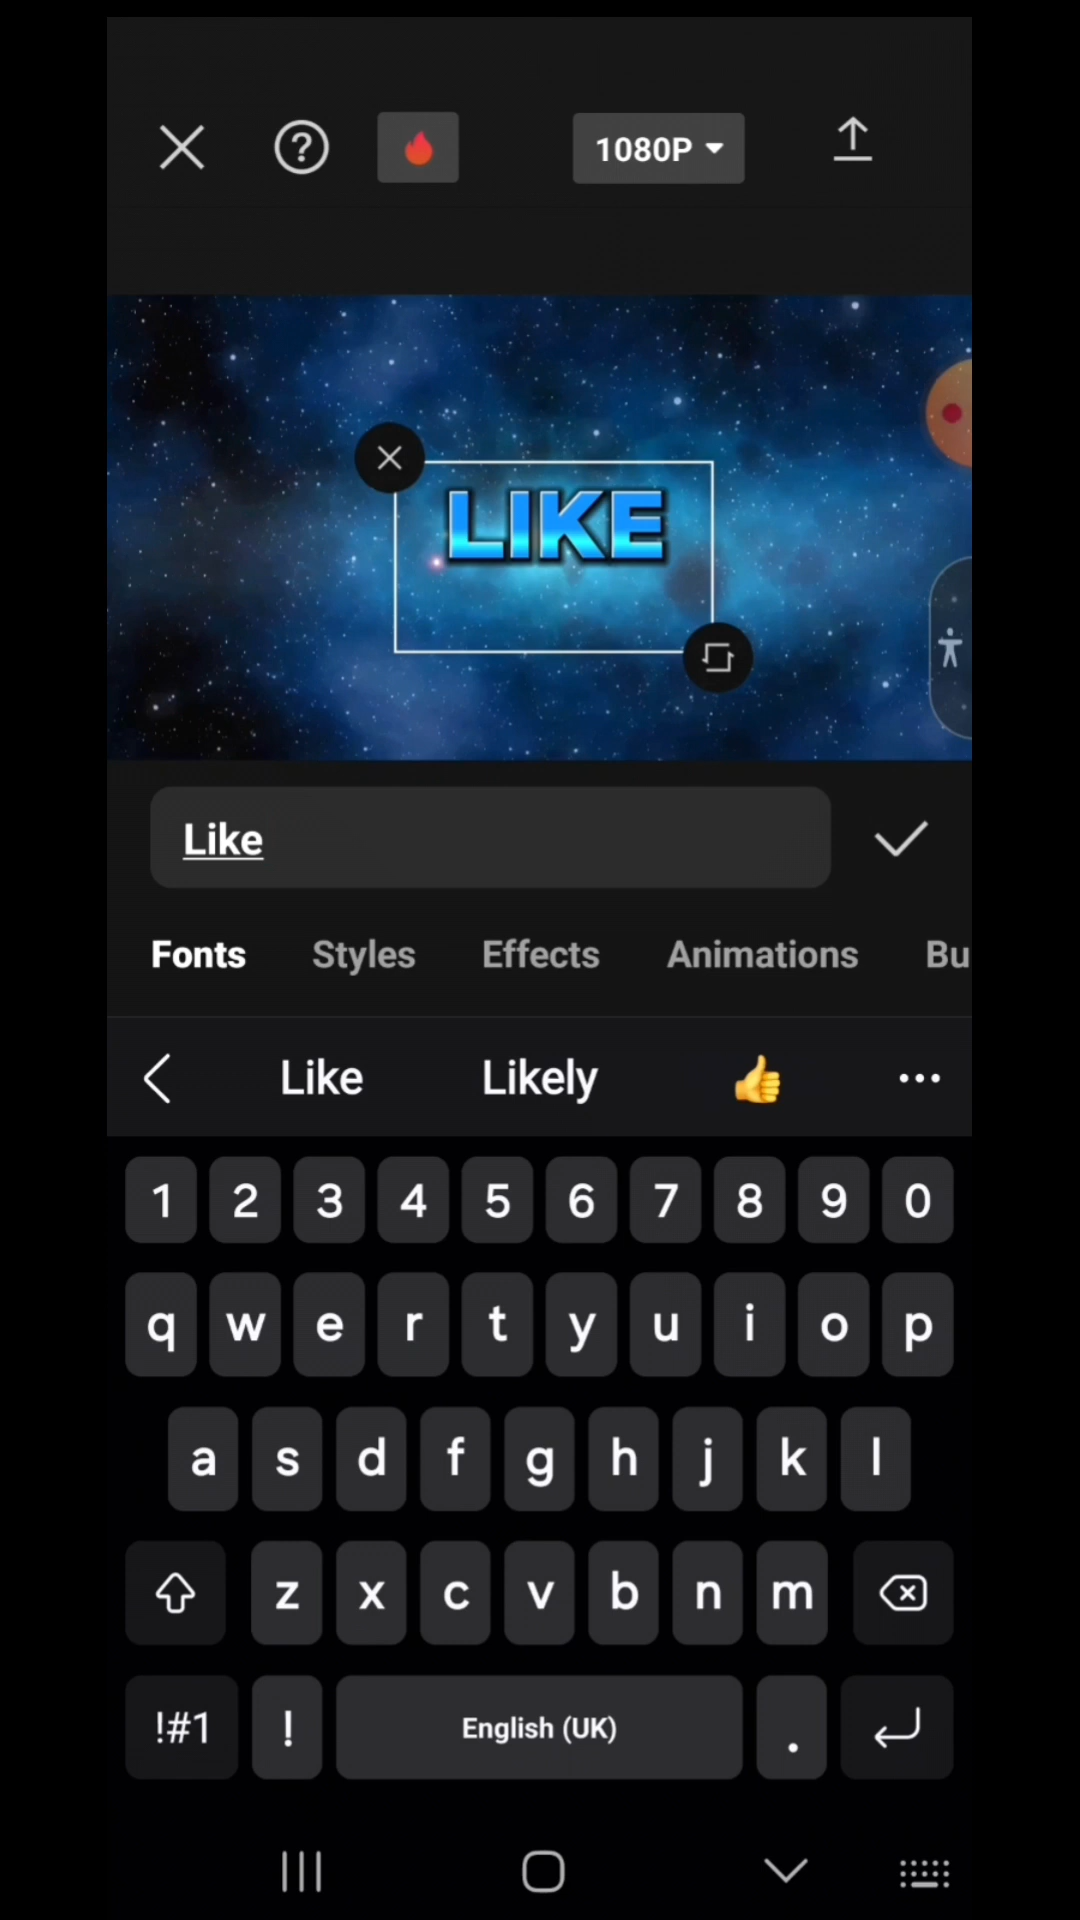 1080P
LIKE
Like
Fonts Styles Effects Animations Bu
Like Likely
1 2 3 4 5 6 7 8 9 0
q w e r t y u i o p
a s d f g h j k l
z x c v b n m
!#1 ! English (UK) .